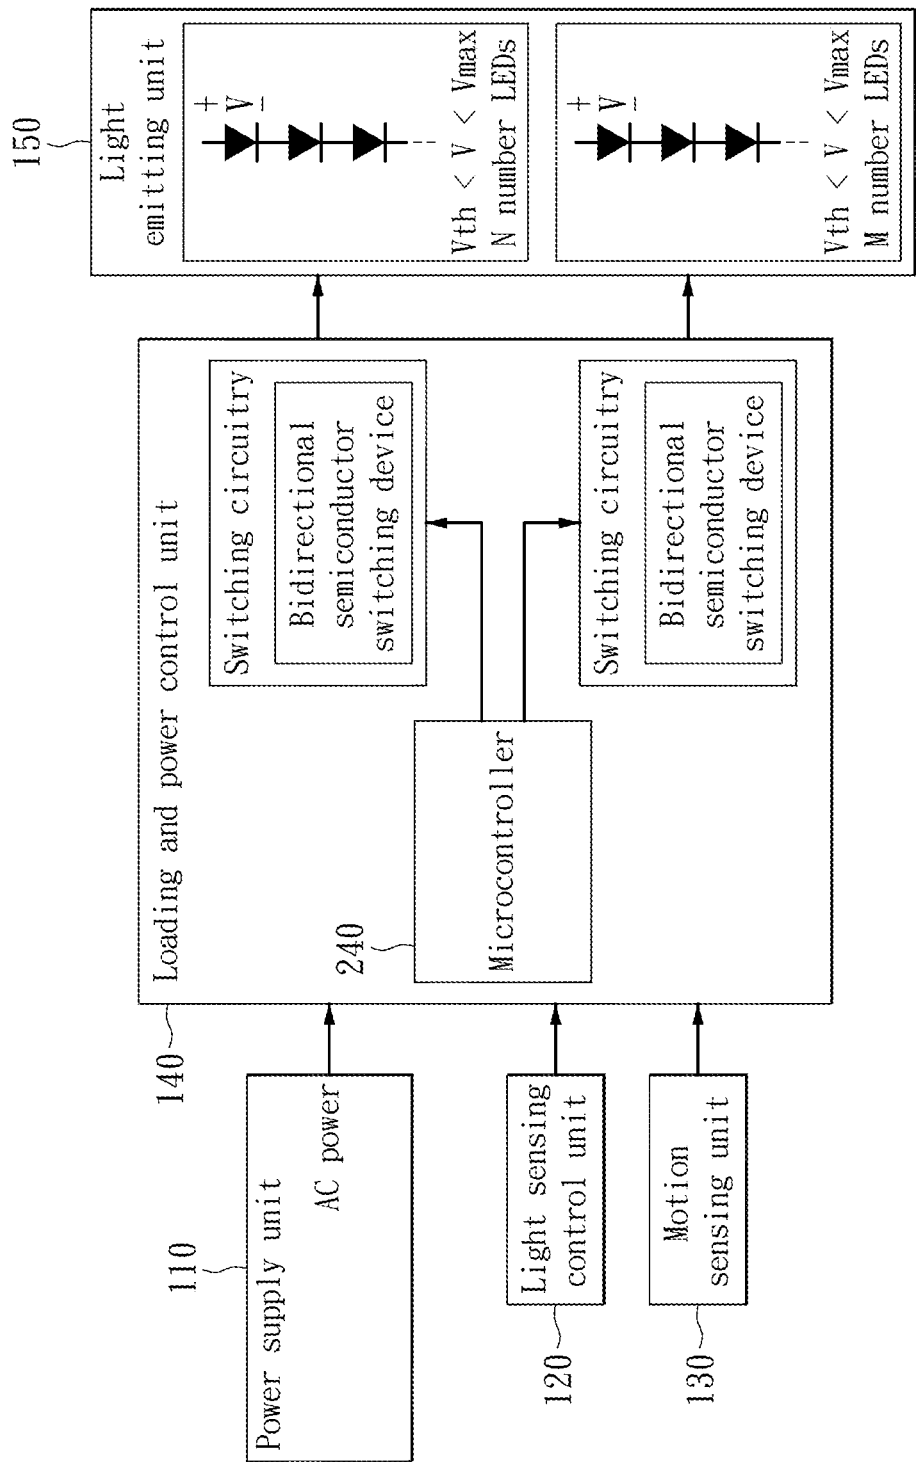 110
Power supply unit
AC power
120
Light sensing
control unit
130
Motion
sensing unit
140
Loading and power control unit
240
Microcontroller
Switching circuitry
Bidirectional
semiconductor
switching device
Switching circuitry
Bidirectional
semiconductor
switching device
150
Light
emitting unit
+
V
−
Vth < V < Vmax
N number LEDs
+
V
−
Vth < V < Vmax
M number LEDs